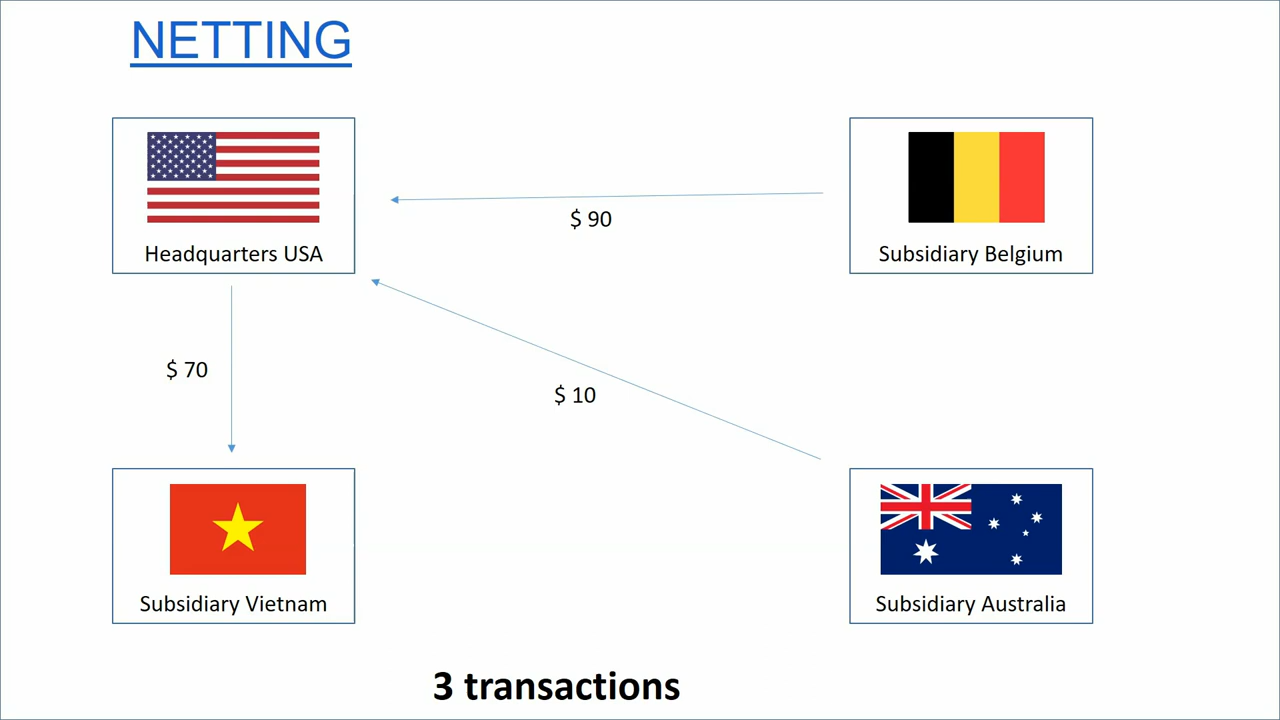 NETTING
Headquarters USA
$ 90
Subsidiary Belgium
$ 70
$ 10
Subsidiary Vietnam
Subsidiary Australia
3 transactions